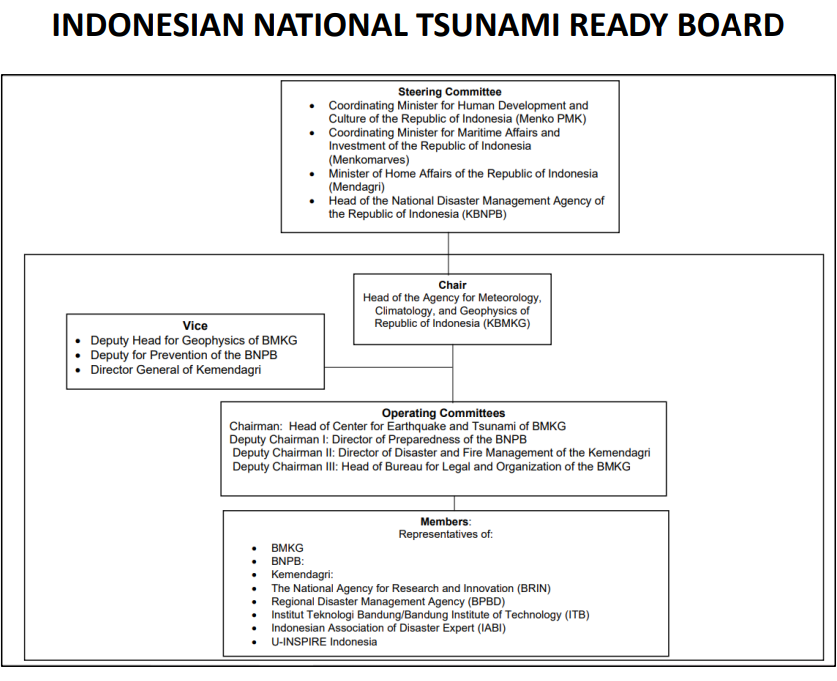 INDONESIAN NATIONAL TSUNAMI READY BOARD
Steering Committee
• Coordinating Minister for Human Development and
Culture of the Republic of Indonesia (Menko PMK)
• Coordinating Minister for Maritime Affairs and
Investment of the Republic of Indonesia
(Menkomarves)
• Minister of Home Affairs of the Republic of Indonesia
(Mendagri)
• Head of the National Disaster Management Agency of
the Republic of Indonesia (KBNPB)
Chair
Head of the Agency for Meteorology,
Climatology, and Geophysics of
Republic of Indonesia (KBMKG)
Vice
• Deputy Head for Geophysics of BMKG
• Deputy for Prevention of the BNPB
• Director General of Kemendagri
Operating Committees
Chairman: Head of Center for Earthquake and Tsunami of BMKG
Deputy Chairman I: Director of Preparedness of the BNPB
Deputy Chairman II: Director of Disaster and Fire Management of the Kemendagri
Deputy Chairman III: Head of Bureau for Legal and Organization of the BMKG
Members:
Representatives of:
• BMKG
• BNPB:
• Kemendagri:
• The National Agency for Research and Innovation (BRIN)
• Regional Disaster Management Agency (BPBD)
• Institut Teknologi Bandung/Bandung Institute of Technology (ITB)
• Indonesian Association of Disaster Expert (IABI)
• U-INSPIRE Indonesia